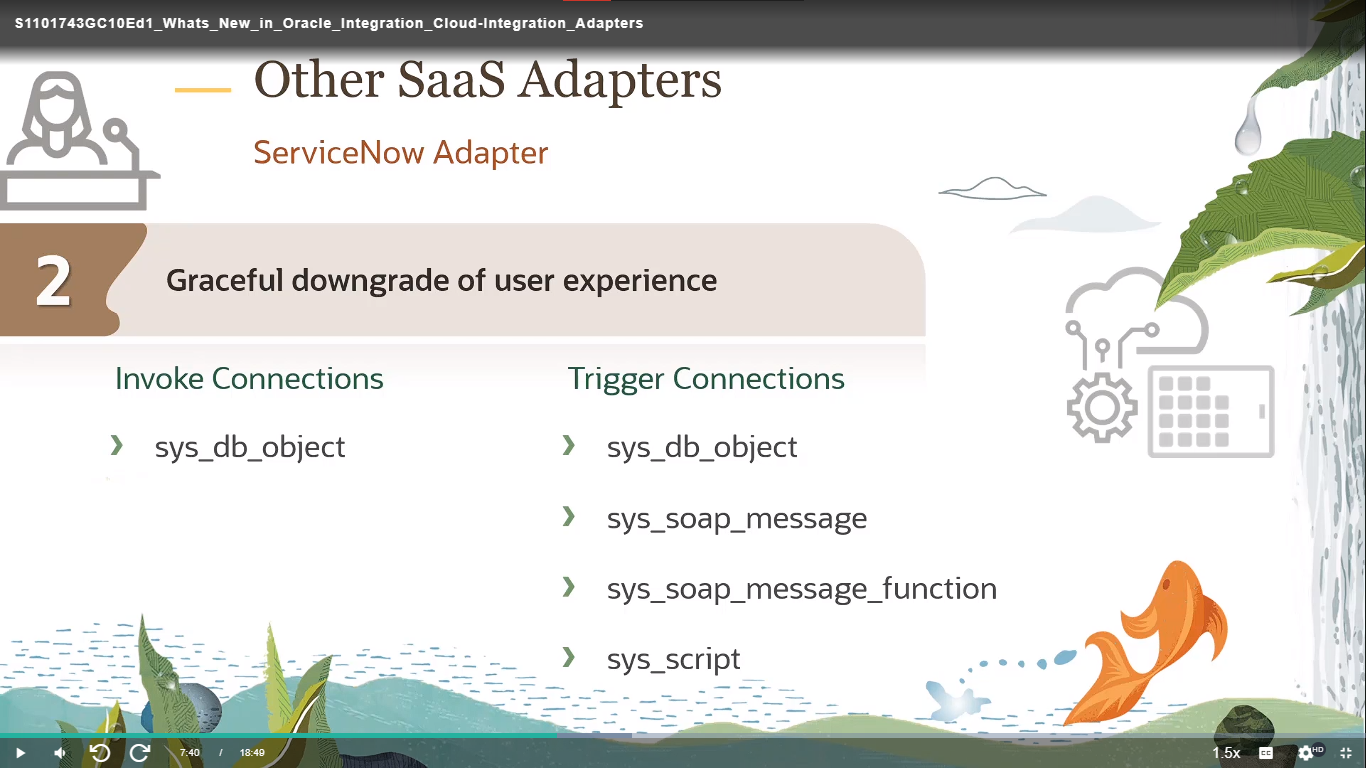 S1101743GC10Ed1_Whats_New_in_Oracle_Integration_Cloud-Integration_Adapters
Other SaaS Adapters
ServiceNow Adapter
2
Graceful downgrade of user experience
Invoke Connections
sys_db_object
Trigger Connections
sys_db_object
sys_soap_message
sys_soap_message_function
sys_script
7:40 / 18:49
1.5x
CC
HD